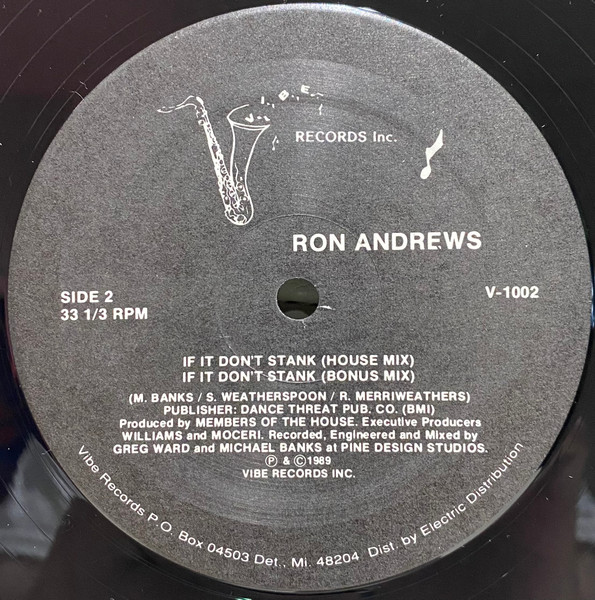 V.I.B.E.
RECORDS Inc.
RON ANDREWS
SIDE 2
33 1/3 RPM
V-1002
IF IT DON'T STANK (HOUSE MIX)
IF IT DON'T STANK (BONUS MIX)
(M. BANKS / S. WEATHERSPOON / R. MERRIWEATHERS)
PUBLISHER: DANCE THREAT PUB. CO. (BMI)
Produced by MEMBERS OF THE HOUSE. Executive Producers
WILLIAMS and MOCERI. Recorded, Engineered and Mixed by
GREG WARD and MICHAEL BANKS at PINE DESIGN STUDIOS.
Ⓟ & Ⓒ1989
VIBE RECORDS INC.
Vibe Records P.O. Box 04503 Det., Mi. 48204 Dist. by Electric Distribution